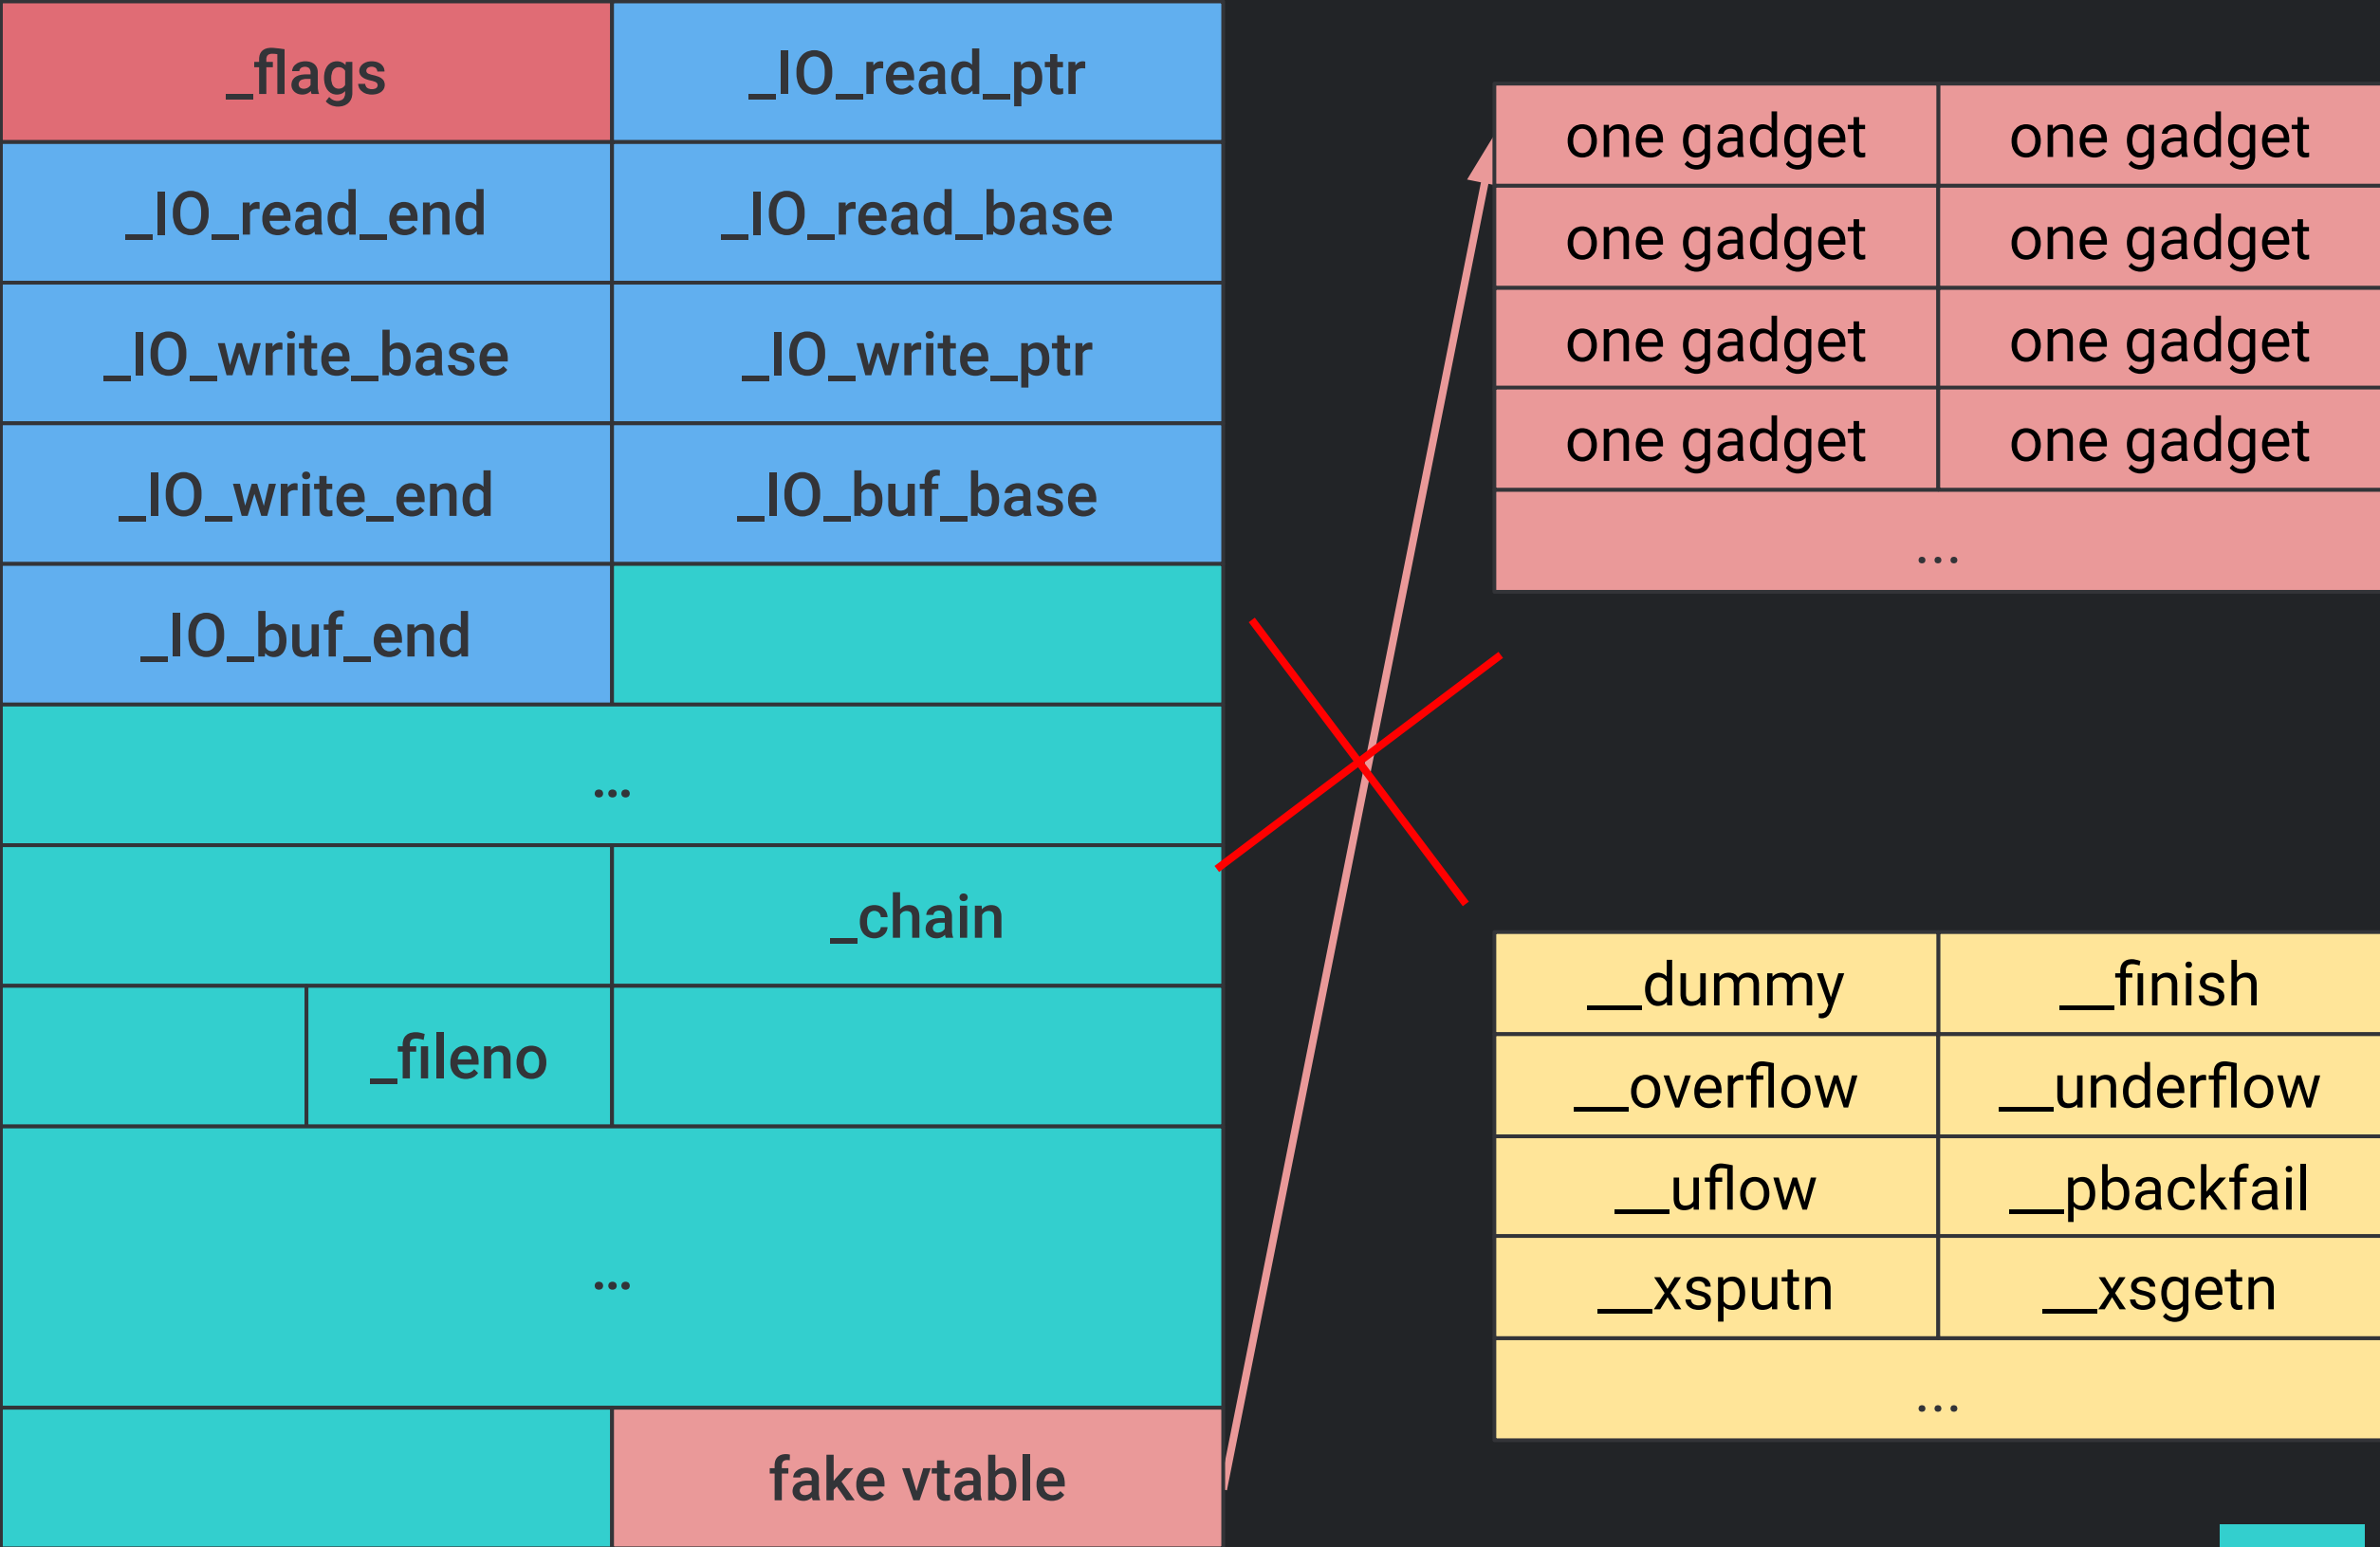 _flags _IO_read_ptr
_IO_read_end _IO_read_base
_IO_write_base _IO_write_ptr
_IO_write_end _IO_buf_base
_IO_buf_end
...
_chain
_fileno
...
fake vtable
one gadget one gadget
one gadget one gadget
one gadget one gadget
one gadget one gadget
...
__dummy __finish
__overflow __underflow
__uflow __pbackfail
__xsputn __xsgetn
...